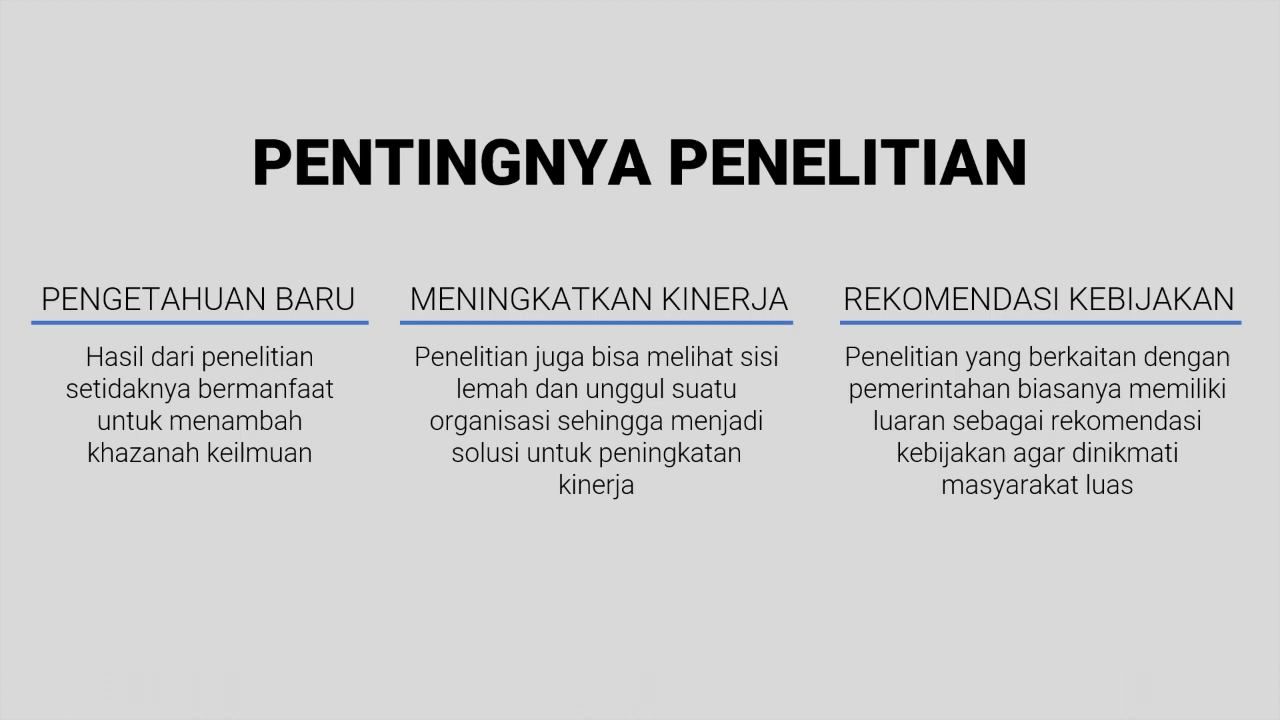 PENTINGNYA PENELITIAN
PENGETAHUAN BARU
Hasil dari penelitian
setidaknya bermanfaat
untuk menambah
khazanah keilmuan
MENINGKATKAN KINERJA
Penelitian juga bisa melihat sisi
lemah dan unggul suatu
organisasi sehingga menjadi
solusi untuk peningkatan
kinerja
REKOMENDASI KEBIJAKAN
Penelitian yang berkaitan dengan
pemerintahan biasanya memiliki
luaran sebagai rekomendasi
kebijakan agar dinikmati
masyarakat luas